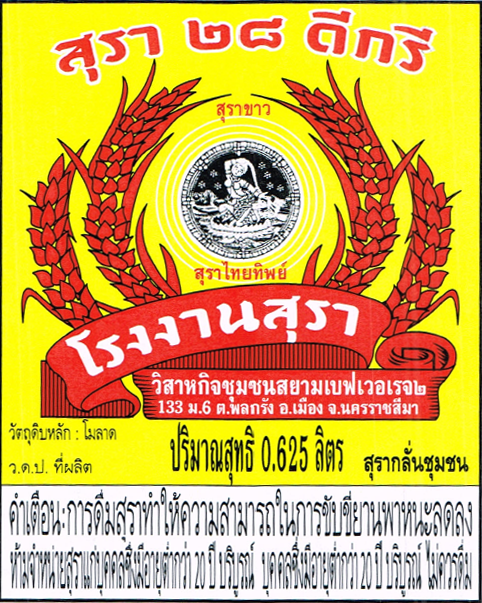 สุรา ๒๘ ดีกรี
สุราขาว
สุราไทยทิพย์
โรงงานสุรา
วิสาหกิจชุมชนสยามเบฟเวอเรจ๒
133 ม.6 ต.พลกรัง อ.เมือง จ.นครราชสีมา
วัตถุดิบหลัก : โมลาด
ปริมาณสุทธิ 0.625 ลิตร
สุรากลั่นชุมชน
ว.ด.ป. ที่ผลิต
คำเตือน:การดื่มสุราทำให้ความสามารถในการขับขี่ยานพาหนะลดลง
ห้ามจำหน่ายสุราแก่บุคคลซึ่งมีอายุต่ำกว่า 20 ปี บริบูรณ์ บุคคลซึ่งมีอายุต่ำกว่า 20 ปี บริบูรณ์ ไม่ควรดื่ม